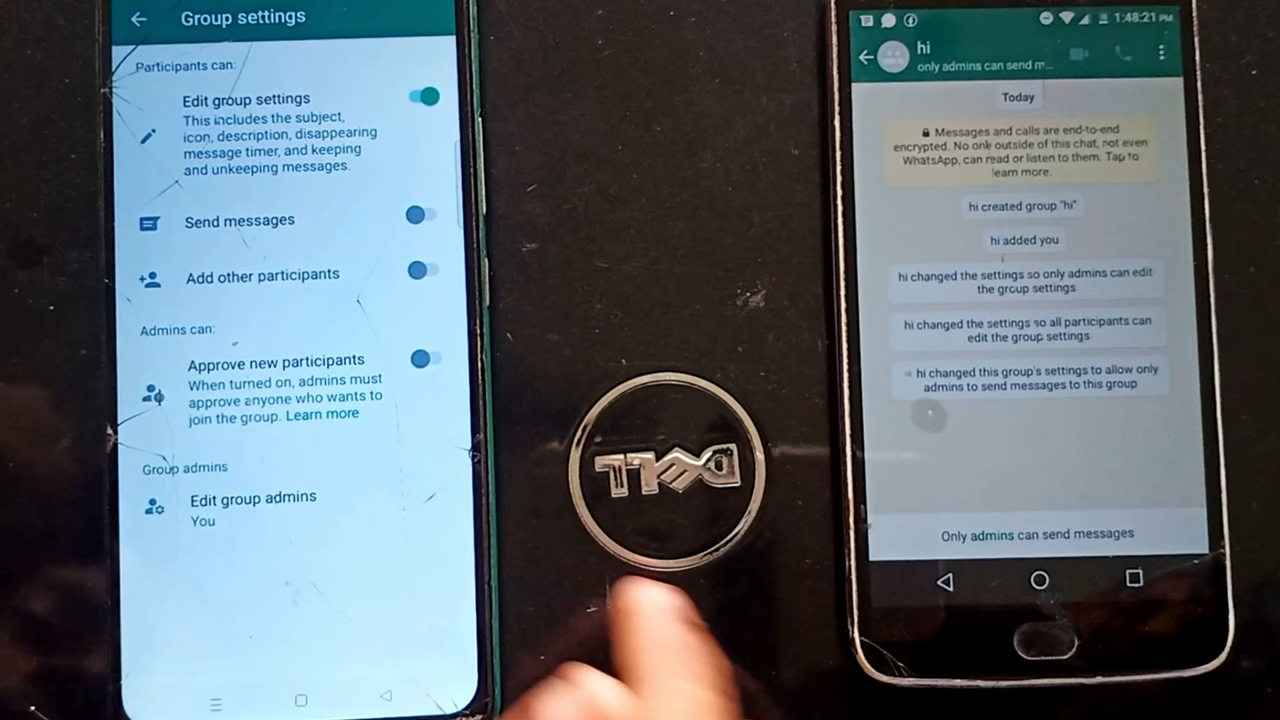 Group settings
Participants can:
Edit group settings
This includes the subject,
icon, description, disappearing
message timer, and keeping
and unkeeping messages.
Send messages
Add other participants
Admins can:
Approve new participants
When turned on, admins must
approve anyone who wants to
join the group. Learn more
Group admins
Edit group admins
You
DELL
1:48:21 PM
hi
only admins can send m...
Today
Messages and calls are end-to-end
encrypted. No one outside of this chat, not even
WhatsApp, can read or listen to them. Tap to
learn more.
hi created group "hi"
hi added you
hi changed the settings so only admins can edit
the group settings
hi changed the settings so all participants can
edit the group settings
hi changed this group's settings to allow only
admins to send messages to this group
Only admins can send messages